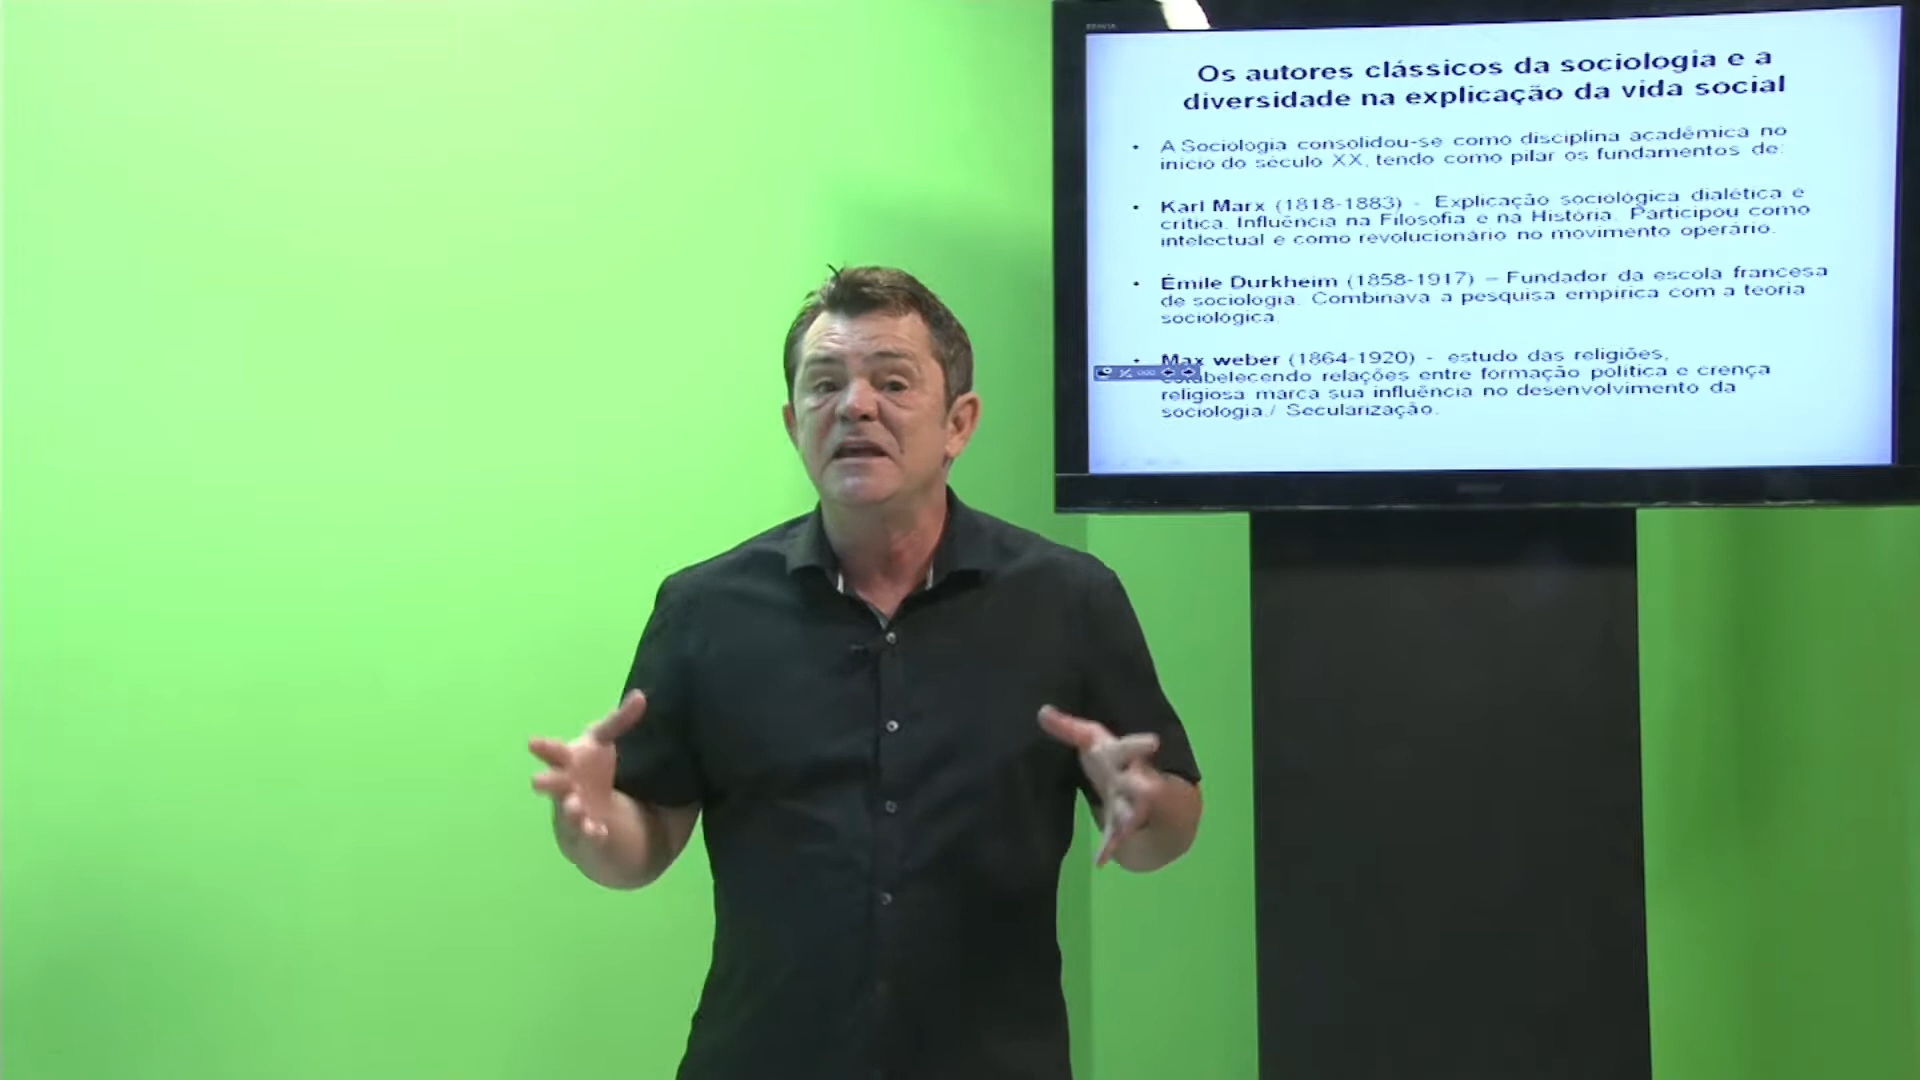 BRAVIA
Os autores clássicos da sociologia e a
diversidade na explicação da vida social
• A Sociologia consolidou-se como disciplina acadêmica no
início do século XX, tendo como pilar os fundamentos de:
• Karl Marx (1818-1883) - Explicação sociológica dialética e
crítica. Influência na Filosofia e na História. Participou como
intelectual e como revolucionário no movimento operário.
• Émile Durkheim (1858-1917) – Fundador da escola francesa
de sociologia. Combinava a pesquisa empírica com a teoria
sociológica.
• Max weber (1864-1920) - estudo das religiões,
estabelecendo relações entre formação política e crença
religiosa marca sua influência no desenvolvimento da
sociologia./ Secularização.